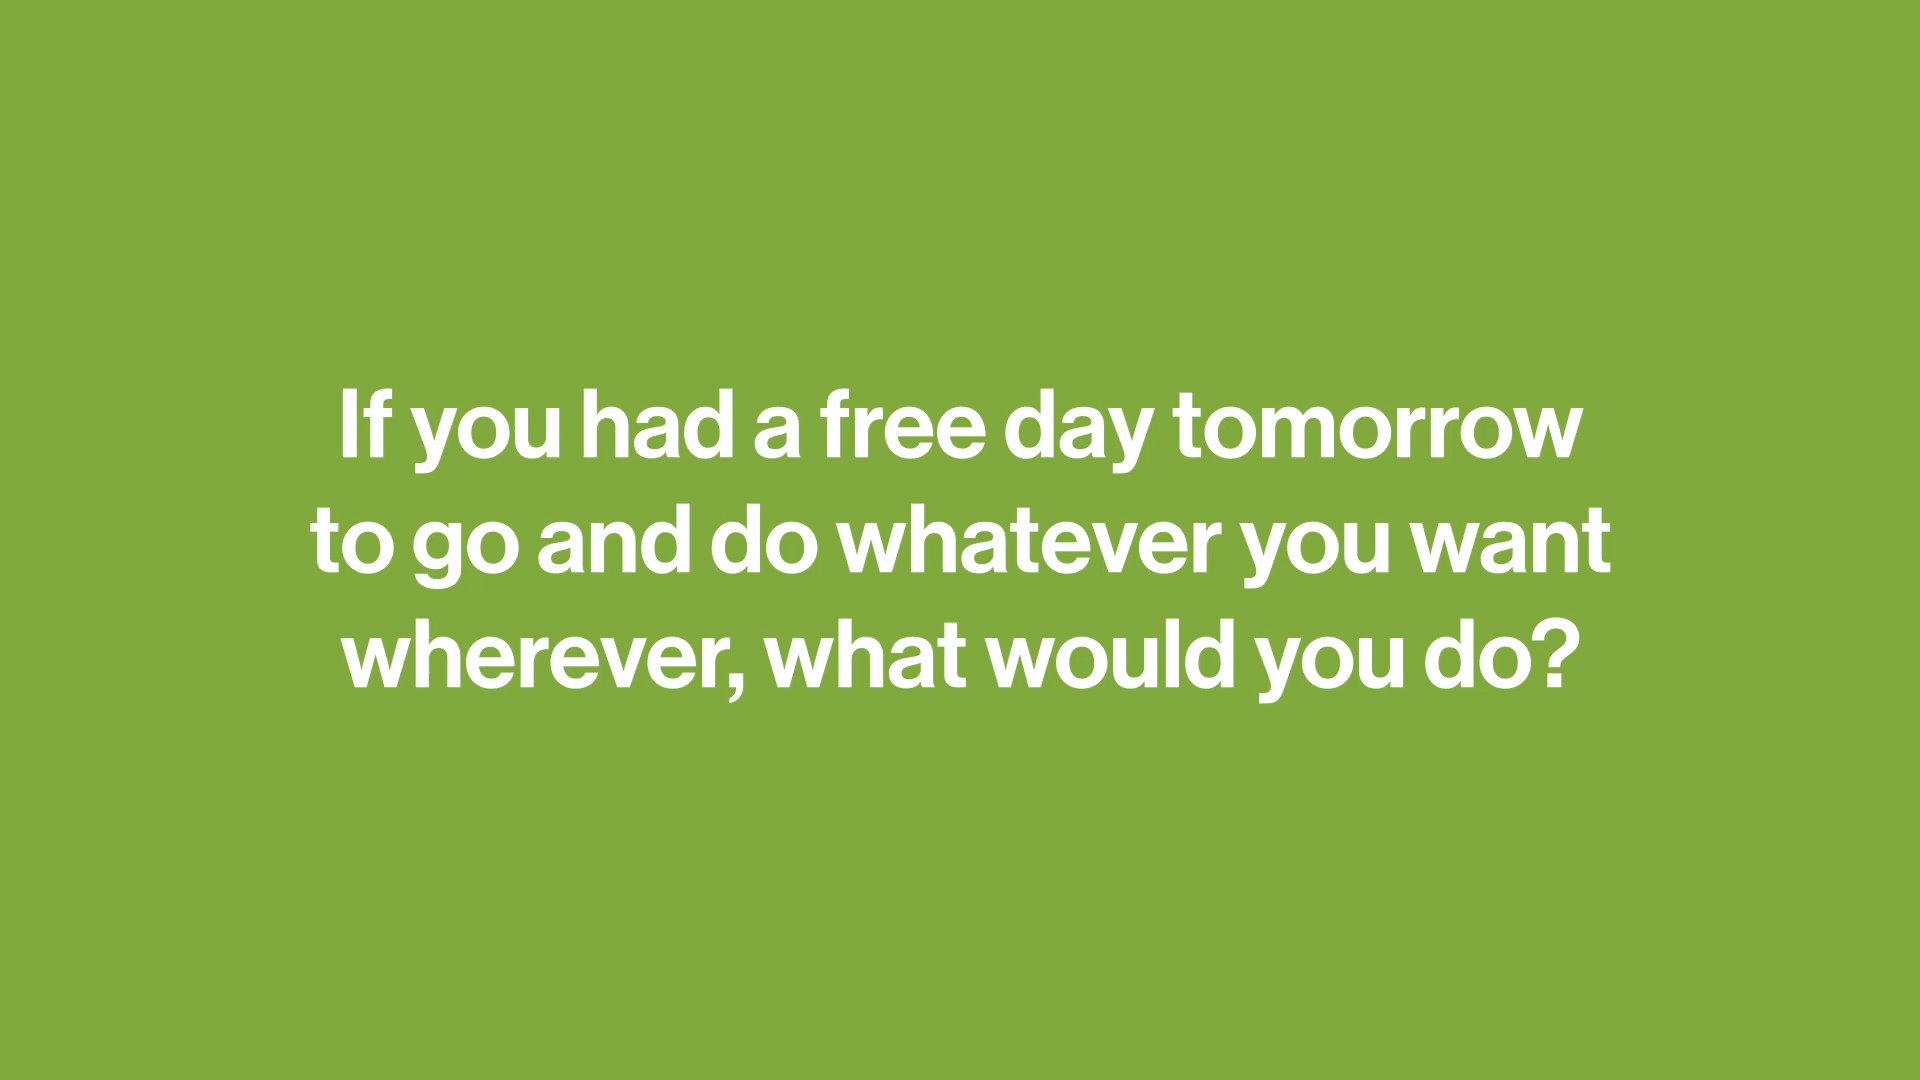 If you had a free day tomorrow
to go and do whatever you want
wherever, what would you do?